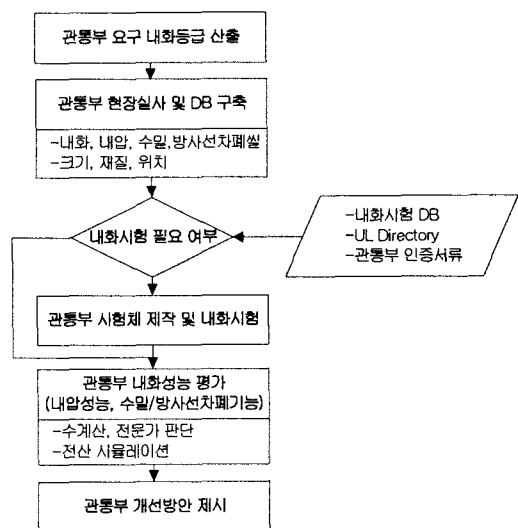 관통부 요구 내화등급 산출
관통부 현장실사 및 DB 구축
-내화, 내압, 수밀,방사선차폐씰
-크기, 재질, 위치
내화시험 필요 여부
-내화시험 DB
-UL Directory
-관통부 인증서류
관통부 시험체 제작 및 내화시험
관통부 내화성능 평가
(내압성능, 수밀/방사선차폐기능)
-수계산, 전문가 판단
-전산 시뮬레이션
관통부 개선방안 제시